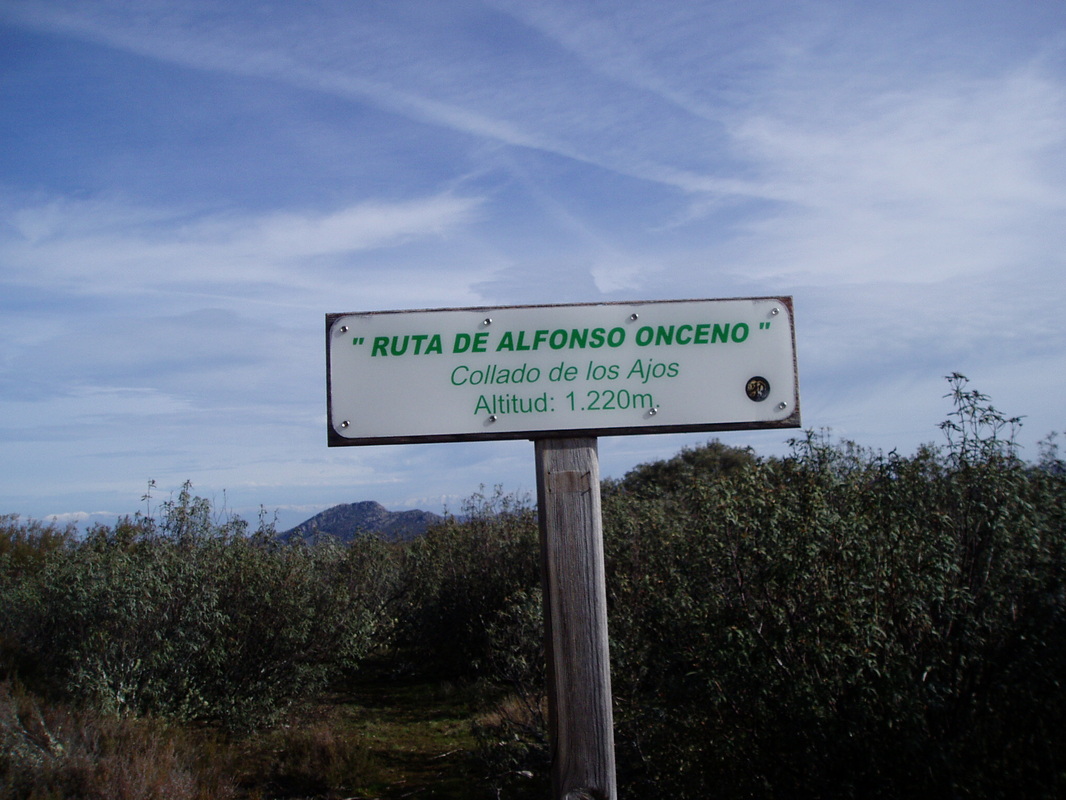 " RUTA DE ALFONSO ONCENO "
Collado de los Ajos
Altitud: 1.220m.